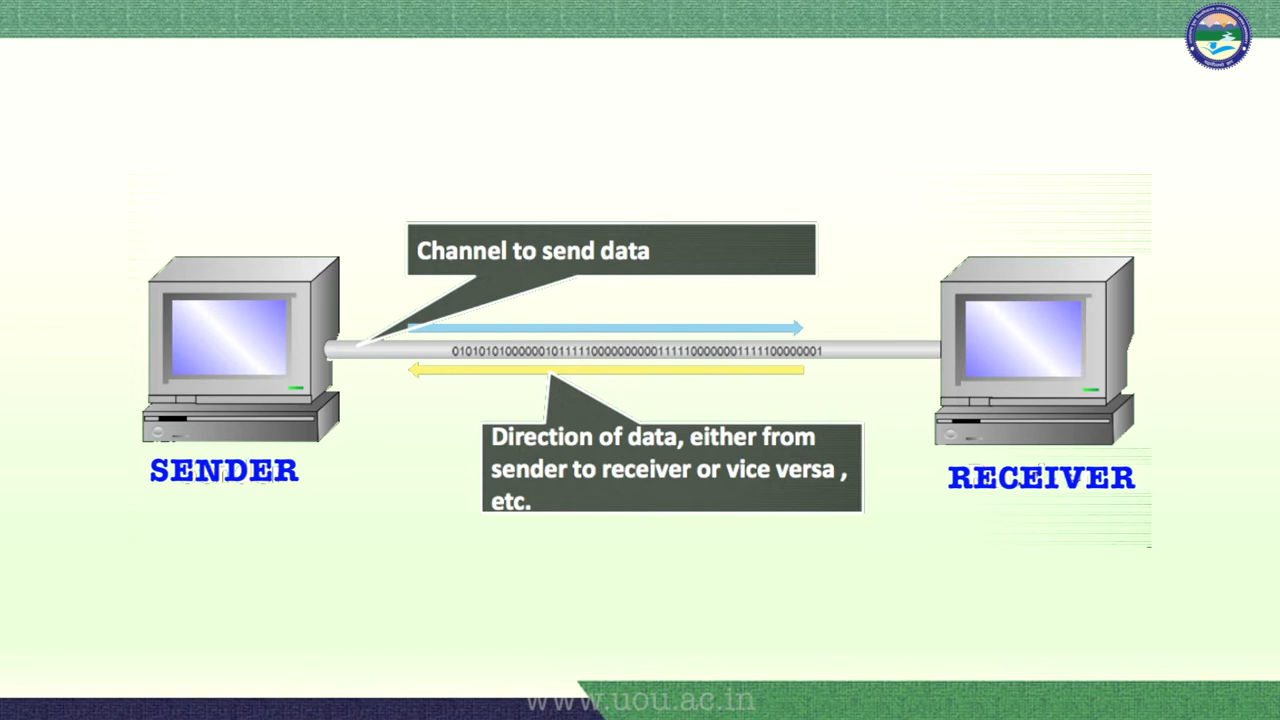 Channel to send data
010101010000001011111000000000001111100000001111100000001
Direction of data, either from
sender to receiver or vice versa ,
etc.
SENDER
RECEIVER
www.uou.ac.in